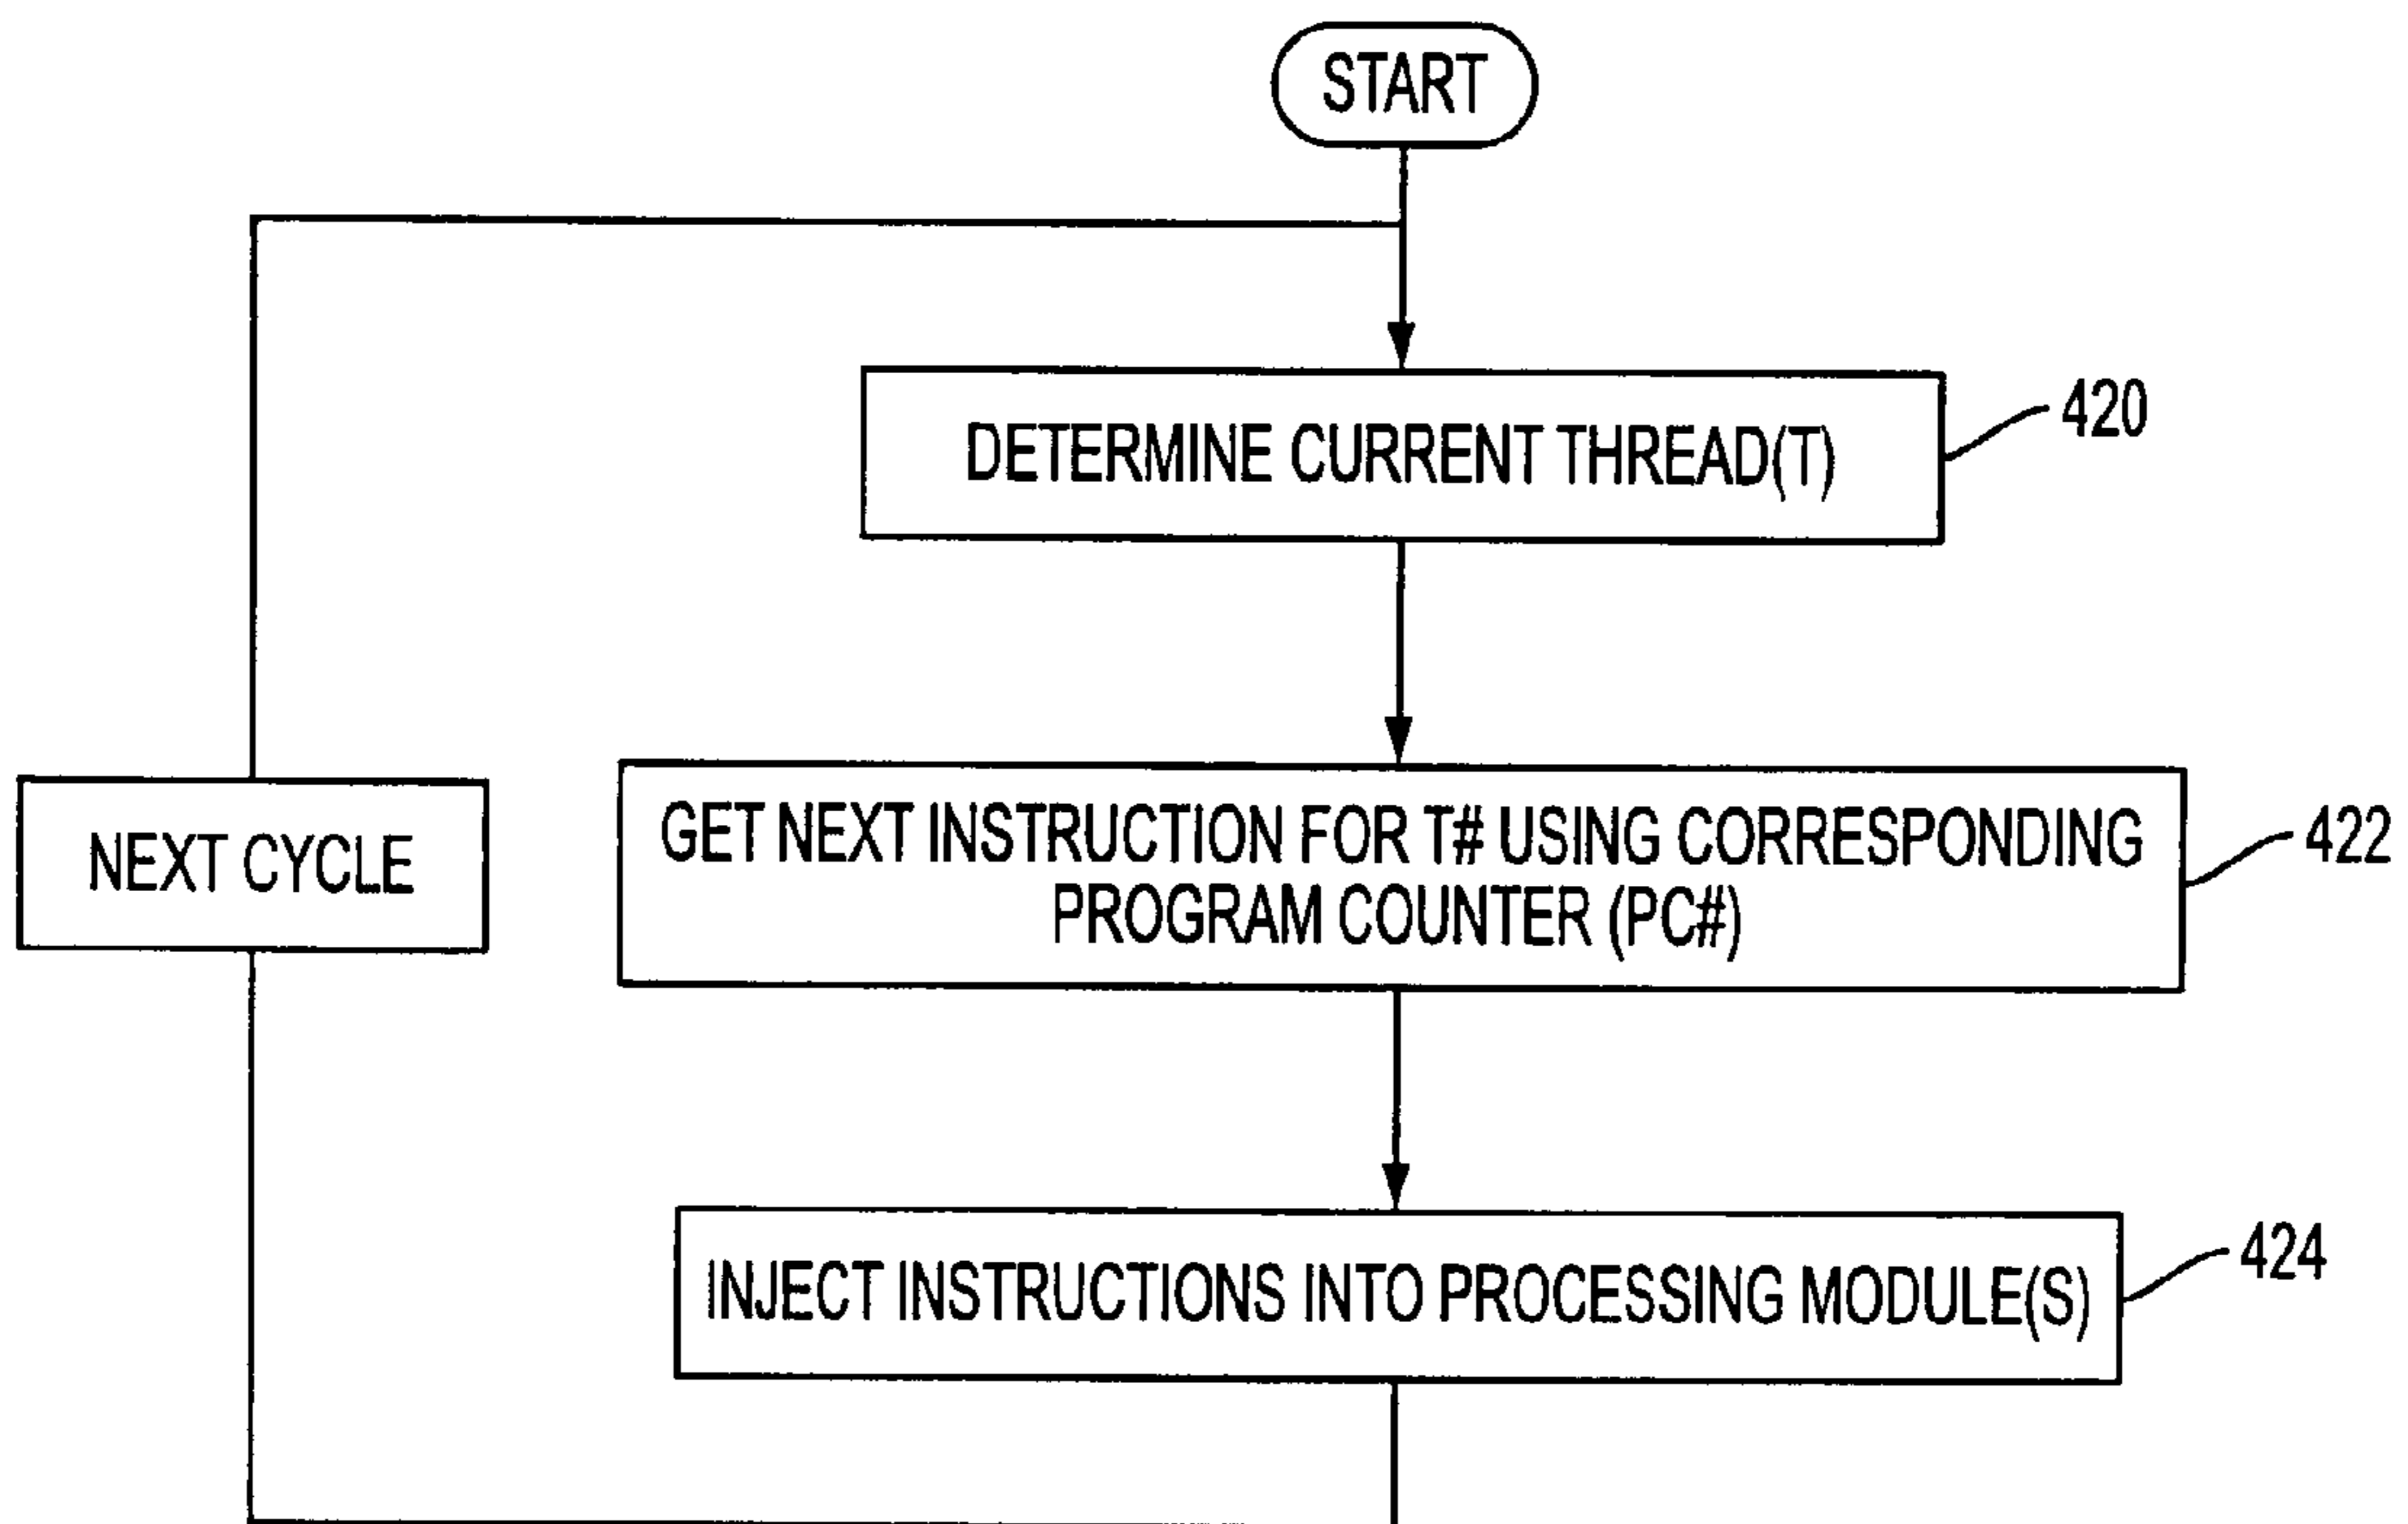 START
DETERMINE CURRENT THREAD(T)
420
NEXT CYCLE
GET NEXT INSTRUCTION FOR T# USING CORRESPONDING
PROGRAM COUNTER (PC#)
422
INJECT INSTRUCTIONS INTO PROCESSING MODULE(S)
424